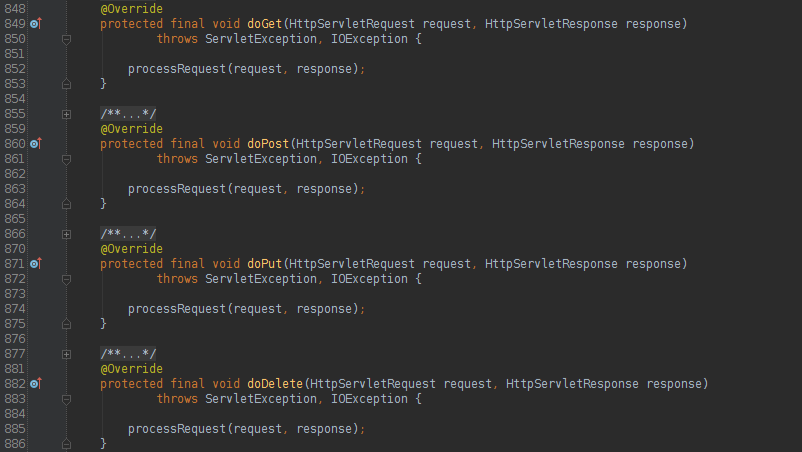 848 @Override
849 protected final void doGet(HttpServletRequest request, HttpServletResponse response)
850 throws ServletException, IOException {
851
852 processRequest(request, response);
853 }
854
855 /**...*/
859 @Override
860 protected final void doPost(HttpServletRequest request, HttpServletResponse response)
861 throws ServletException, IOException {
862
863 processRequest(request, response);
864 }
865
866 /**...*/
870 @Override
871 protected final void doPut(HttpServletRequest request, HttpServletResponse response)
872 throws ServletException, IOException {
873
874 processRequest(request, response);
875 }
876
877 /**...*/
881 @Override
882 protected final void doDelete(HttpServletRequest request, HttpServletResponse response)
883 throws ServletException, IOException {
884
885 processRequest(request, response);
886 }